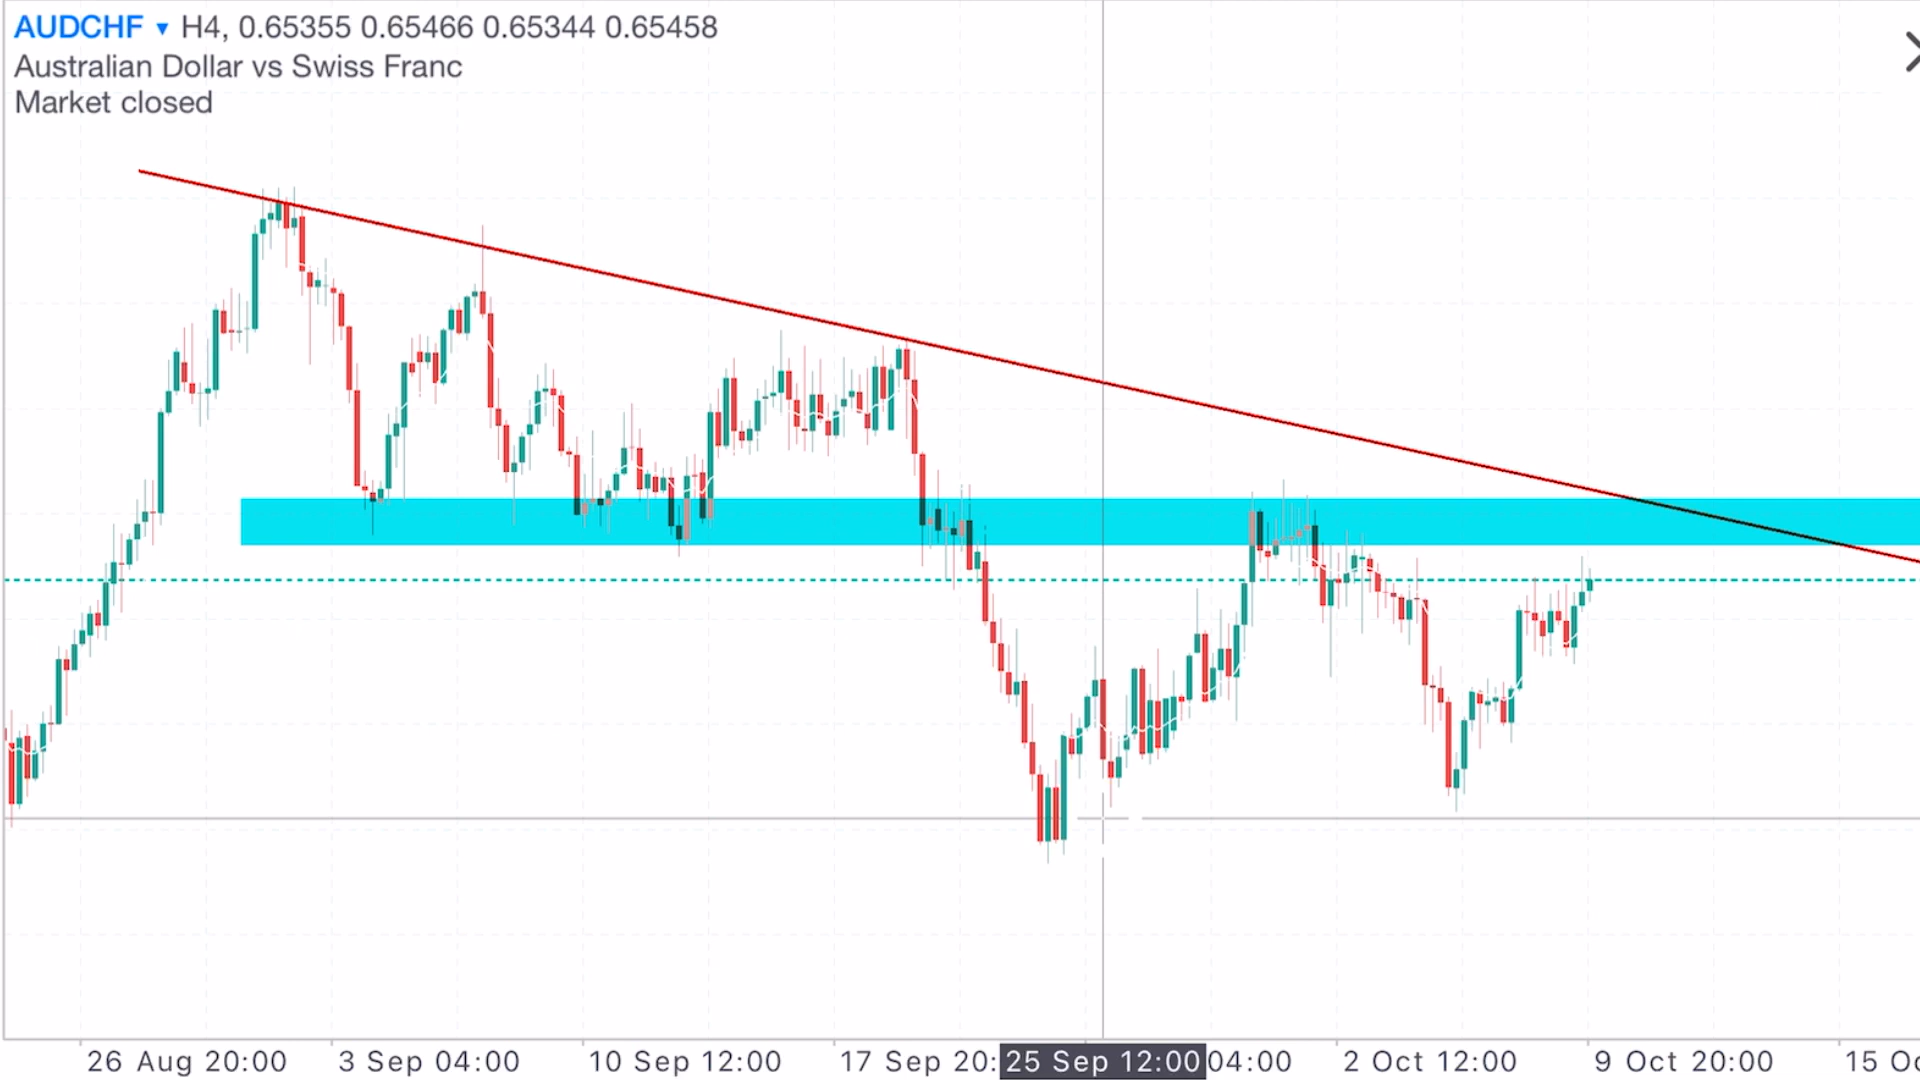 AUDCHF ▾ H4, 0.65355 0.65466 0.65344 0.65458
Australian Dollar vs Swiss Franc
Market closed
26 Aug 20:00 3 Sep 04:00 10 Sep 12:00 17 Sep 20: 25 Sep 12:00 04:00 2 Oct 12:00 9 Oct 20:00 15 Oc